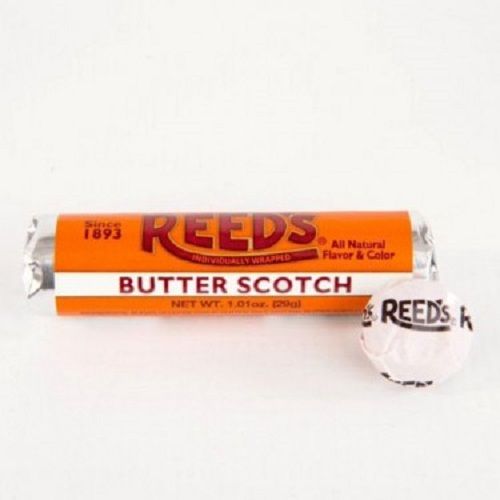 Since
1893
REED'S®
INDIVIDUALLY WRAPPED
All Natural
Flavor & Color
BUTTER SCOTCH
NET WT. 1.01oz. (29g)
REED'S